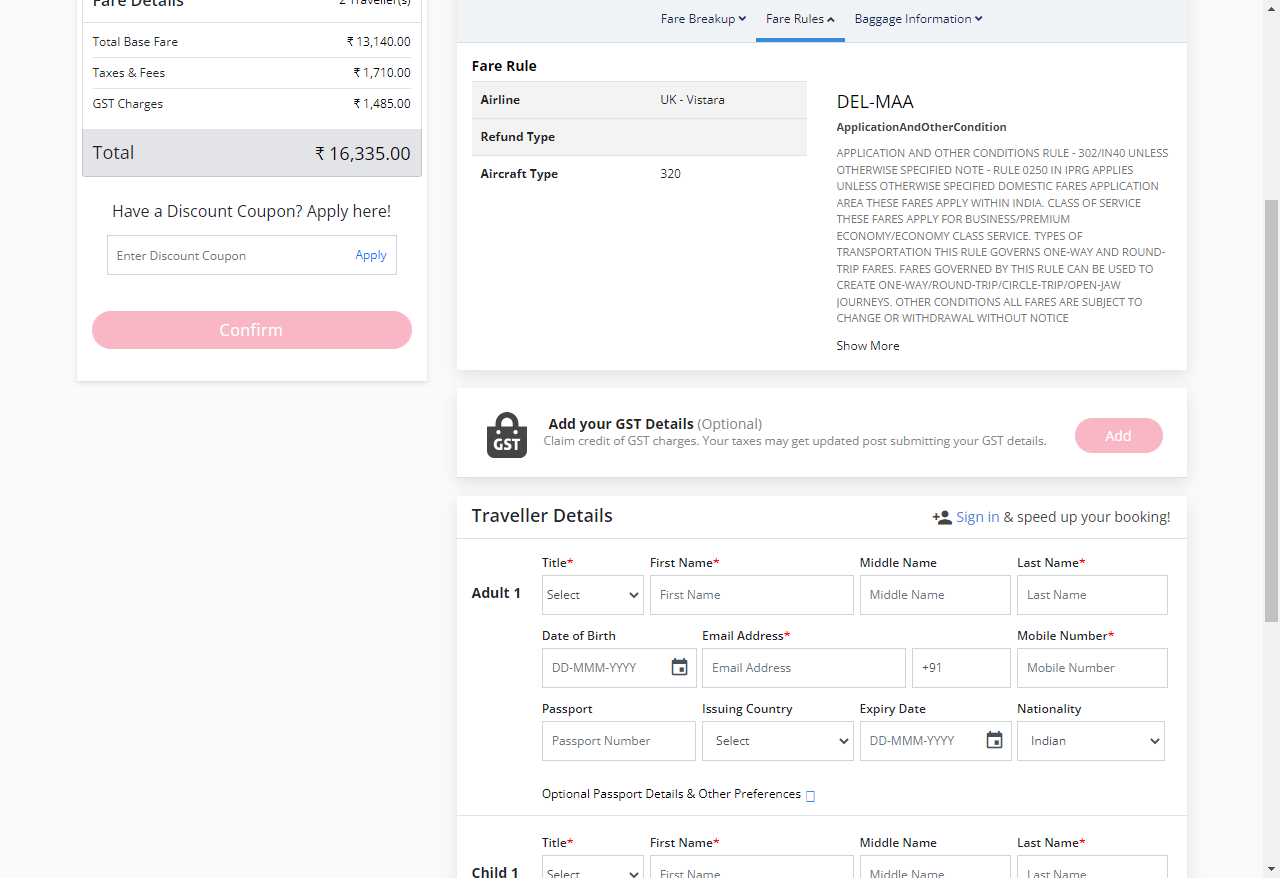 Fare Details
2 Traveller(s)
Total Base Fare ₹ 13,140.00
Taxes & Fees ₹ 1,710.00
GST Charges ₹ 1,485.00
Total ₹ 16,335.00
Have a Discount Coupon? Apply here!
Enter Discount Coupon Apply
Confirm
Fare Breakup Fare Rules Baggage Information
Fare Rule
Airline UK - Vistara
Refund Type
Aircraft Type 320
DEL-MAA
ApplicationAndOtherCondition
APPLICATION AND OTHER CONDITIONS RULE - 302/IN40 UNLESS
OTHERWISE SPECIFIED NOTE - RULE 0250 IN IPRG APPLIES
UNLESS OTHERWISE SPECIFIED DOMESTIC FARES APPLICATION
AREA THESE FARES APPLY WITHIN INDIA. CLASS OF SERVICE
THESE FARES APPLY FOR BUSINESS/PREMIUM
ECONOMY/ECONOMY CLASS SERVICE. TYPES OF
TRANSPORTATION THIS RULE GOVERNS ONE-WAY AND ROUND-
TRIP FARES. FARES GOVERNED BY THIS RULE CAN BE USED TO
CREATE ONE-WAY/ROUND-TRIP/CIRCLE-TRIP/OPEN-JAW
JOURNEYS. OTHER CONDITIONS ALL FARES ARE SUBJECT TO
CHANGE OR WITHDRAWAL WITHOUT NOTICE
Show More
GST
Add your GST Details (Optional)
Claim credit of GST charges. Your taxes may get updated post submitting your GST details.
Add
Traveller Details
Sign in & speed up your booking!
Title* First Name* Middle Name Last Name*
Adult 1 Select First Name Middle Name Last Name
Date of Birth Email Address* Mobile Number*
DD-MMM-YYYY Email Address +91 Mobile Number
Passport Issuing Country Expiry Date Nationality
Passport Number Select DD-MMM-YYYY Indian
Optional Passport Details & Other Preferences
Title* First Name* Middle Name Last Name*
Child 1 Select First Name Middle Name Last Name